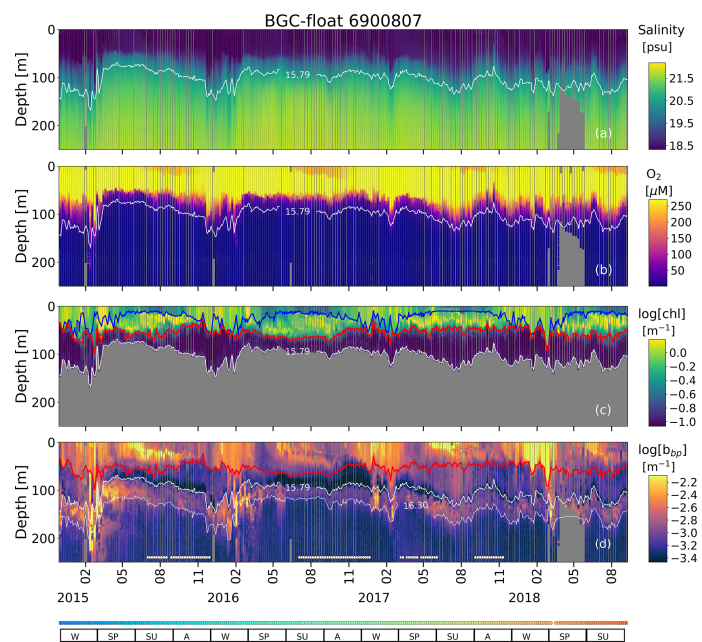 BGC-float 6900807
Salinity
[psu]
0
100
200
Depth [m]
15.79
(a)
21.5
20.5
19.5
18.5
O2
[μM]
0
100
200
Depth [m]
15.79
(b)
250
200
150
100
50
log[chl]
[m−1]
0
100
200
Depth [m]
15.79
(c)
0.0
−0.2
−0.4
−0.6
−0.8
−1.0
log[bbp]
[m−1]
0
100
200
Depth [m]
15.79
16.30
(d)
−2.2
−2.4
−2.6
−2.8
−3.0
−3.2
−3.4
02 05 08 11 02 05 08 11 02 05 08 11 02 05 08
2015 2016 2017 2018
W SP SU A W SP SU A W SP SU A W SP SU